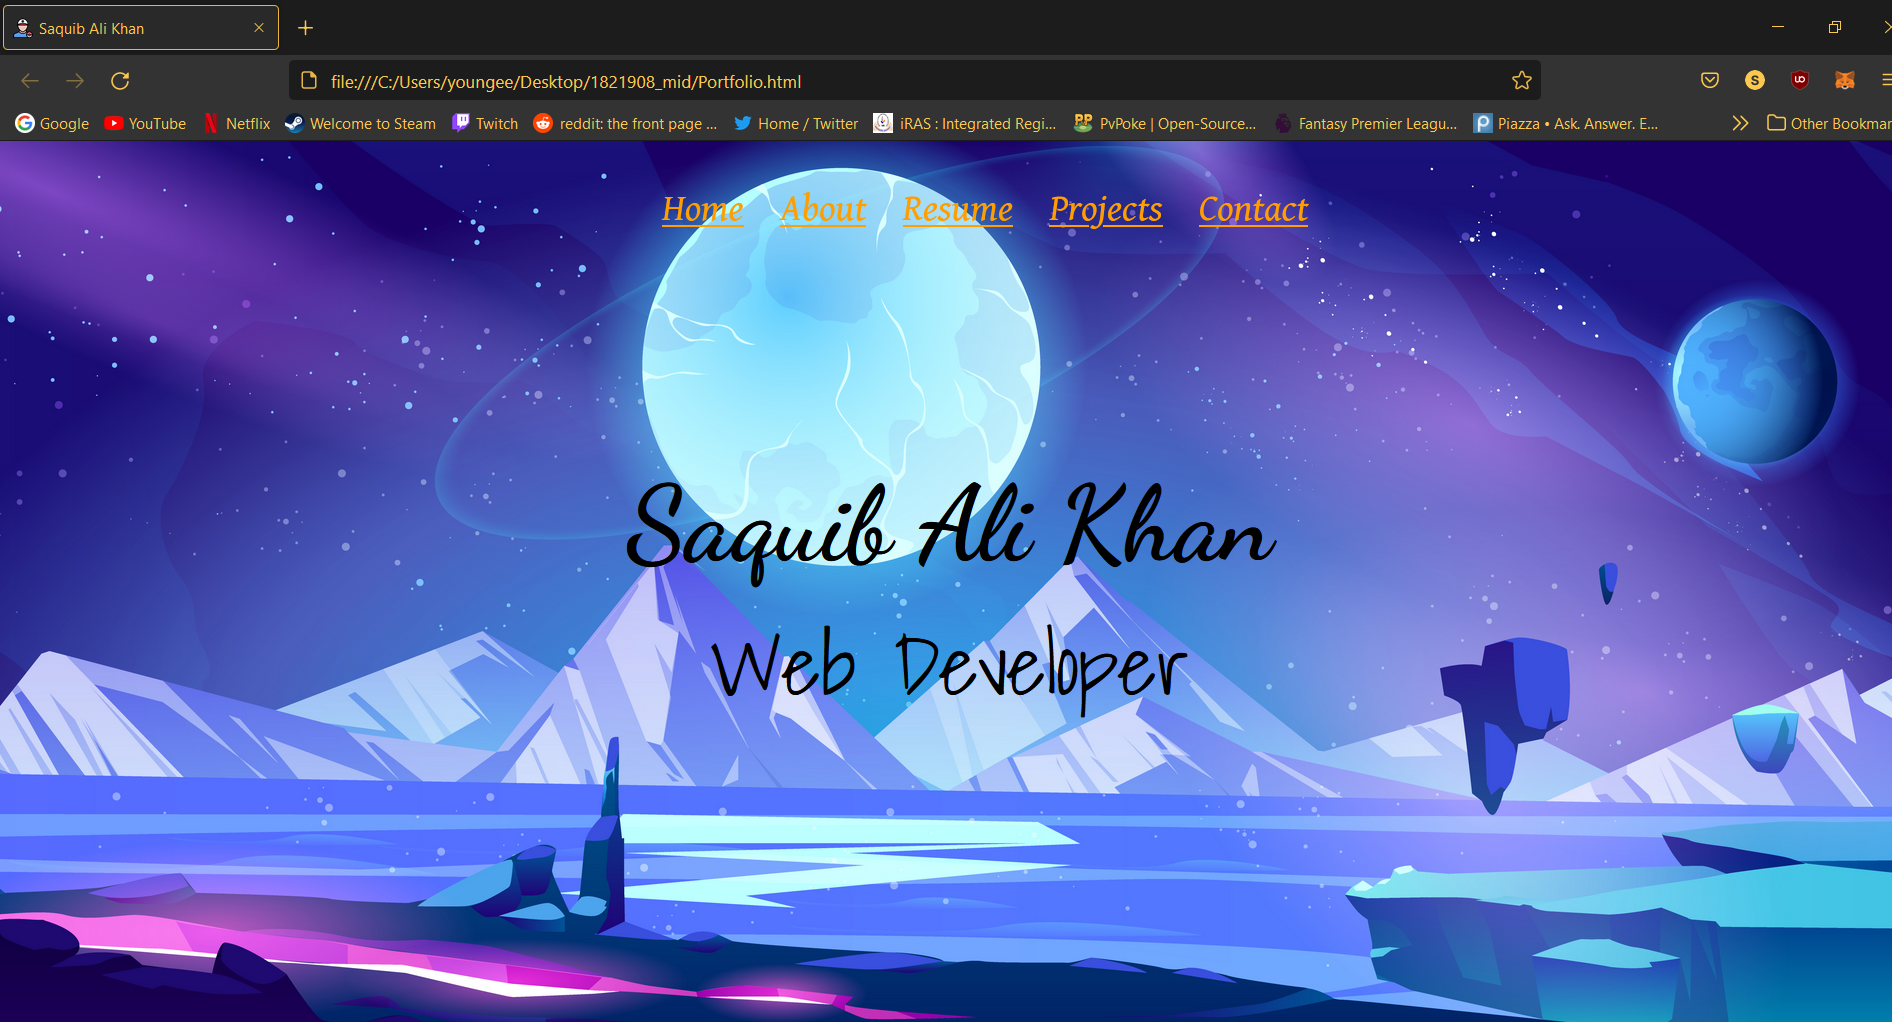 Saquib Ali Khan
file:///C:/Users/youngee/Desktop/1821908_mid/Portfolio.html
S
Google YouTube Netflix Welcome to Steam Twitch reddit: the front page ... Home / Twitter iRAS : Integrated Regi... PvPoke | Open-Source... Fantasy Premier Leagu... Piazza • Ask. Answer. E... Other Bookmar
Home About Resume Projects Contact
Saquib Ali Khan
Web Developer